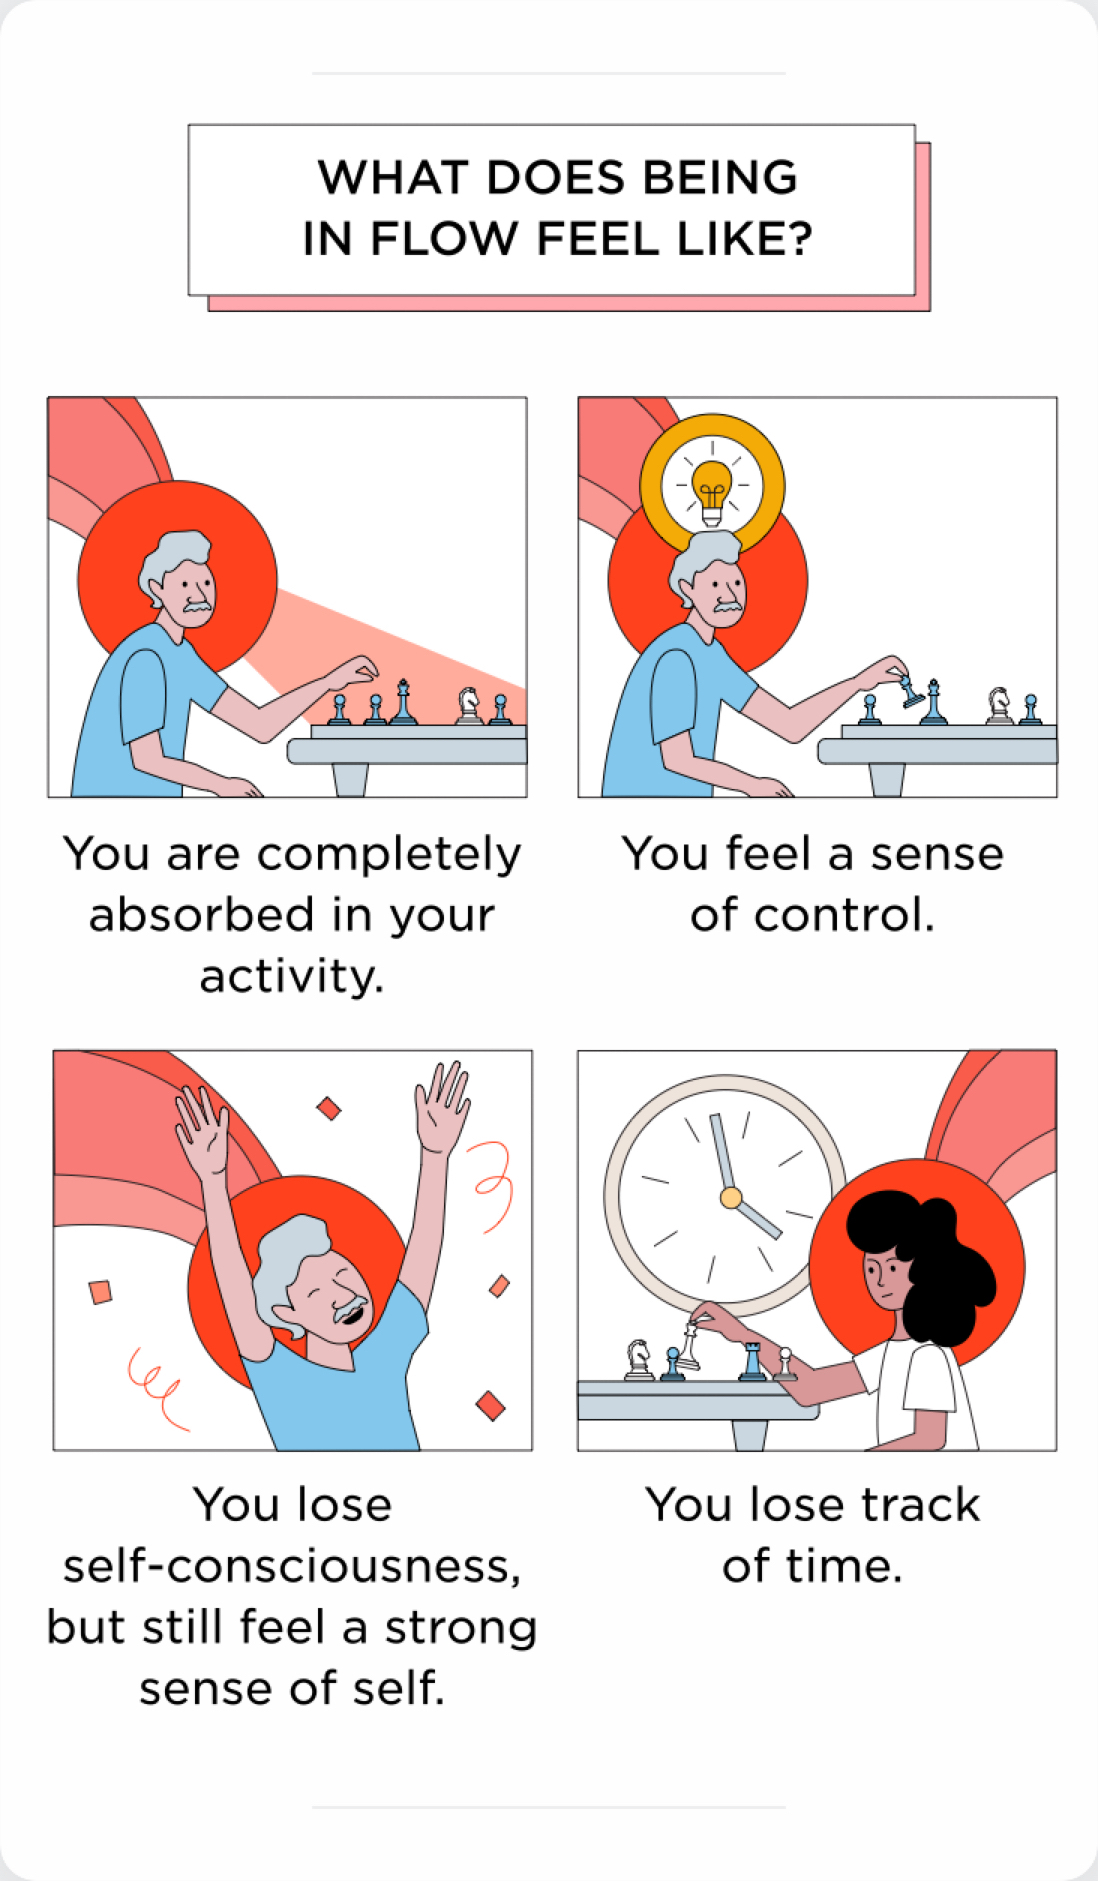 WHAT DOES BEING
IN FLOW FEEL LIKE?
You are completely
absorbed in your
activity.
You feel a sense
of control.
You lose
self-consciousness,
but still feel a strong
sense of self.
You lose track
of time.